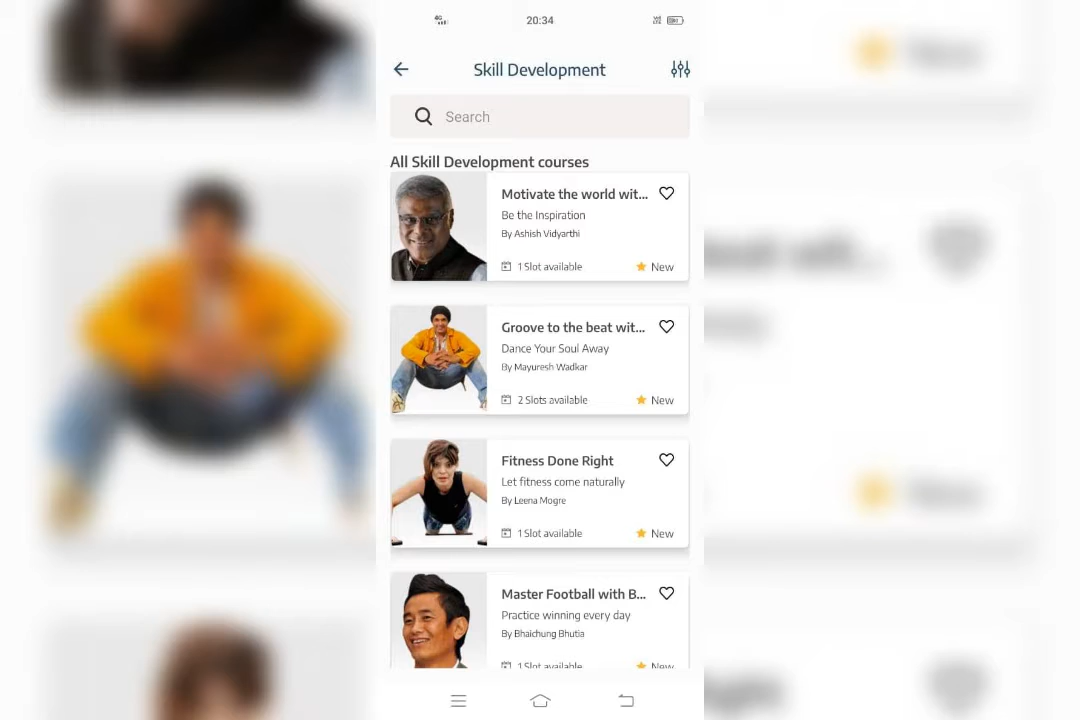 4G
20:34
Skill Development
Search
All Skill Development courses
Motivate the world wit...
Be the Inspiration
By Ashish Vidyarthi
1 Slot available
New
Groove to the beat wit...
Dance Your Soul Away
By Mayuresh Wadkar
2 Slots available
New
Fitness Done Right
Let fitness come naturally
By Leena Mogre
1 Slot available
New
Master Football with B...
Practice winning every day
By Bhaichung Bhutia
1 Slot available
New